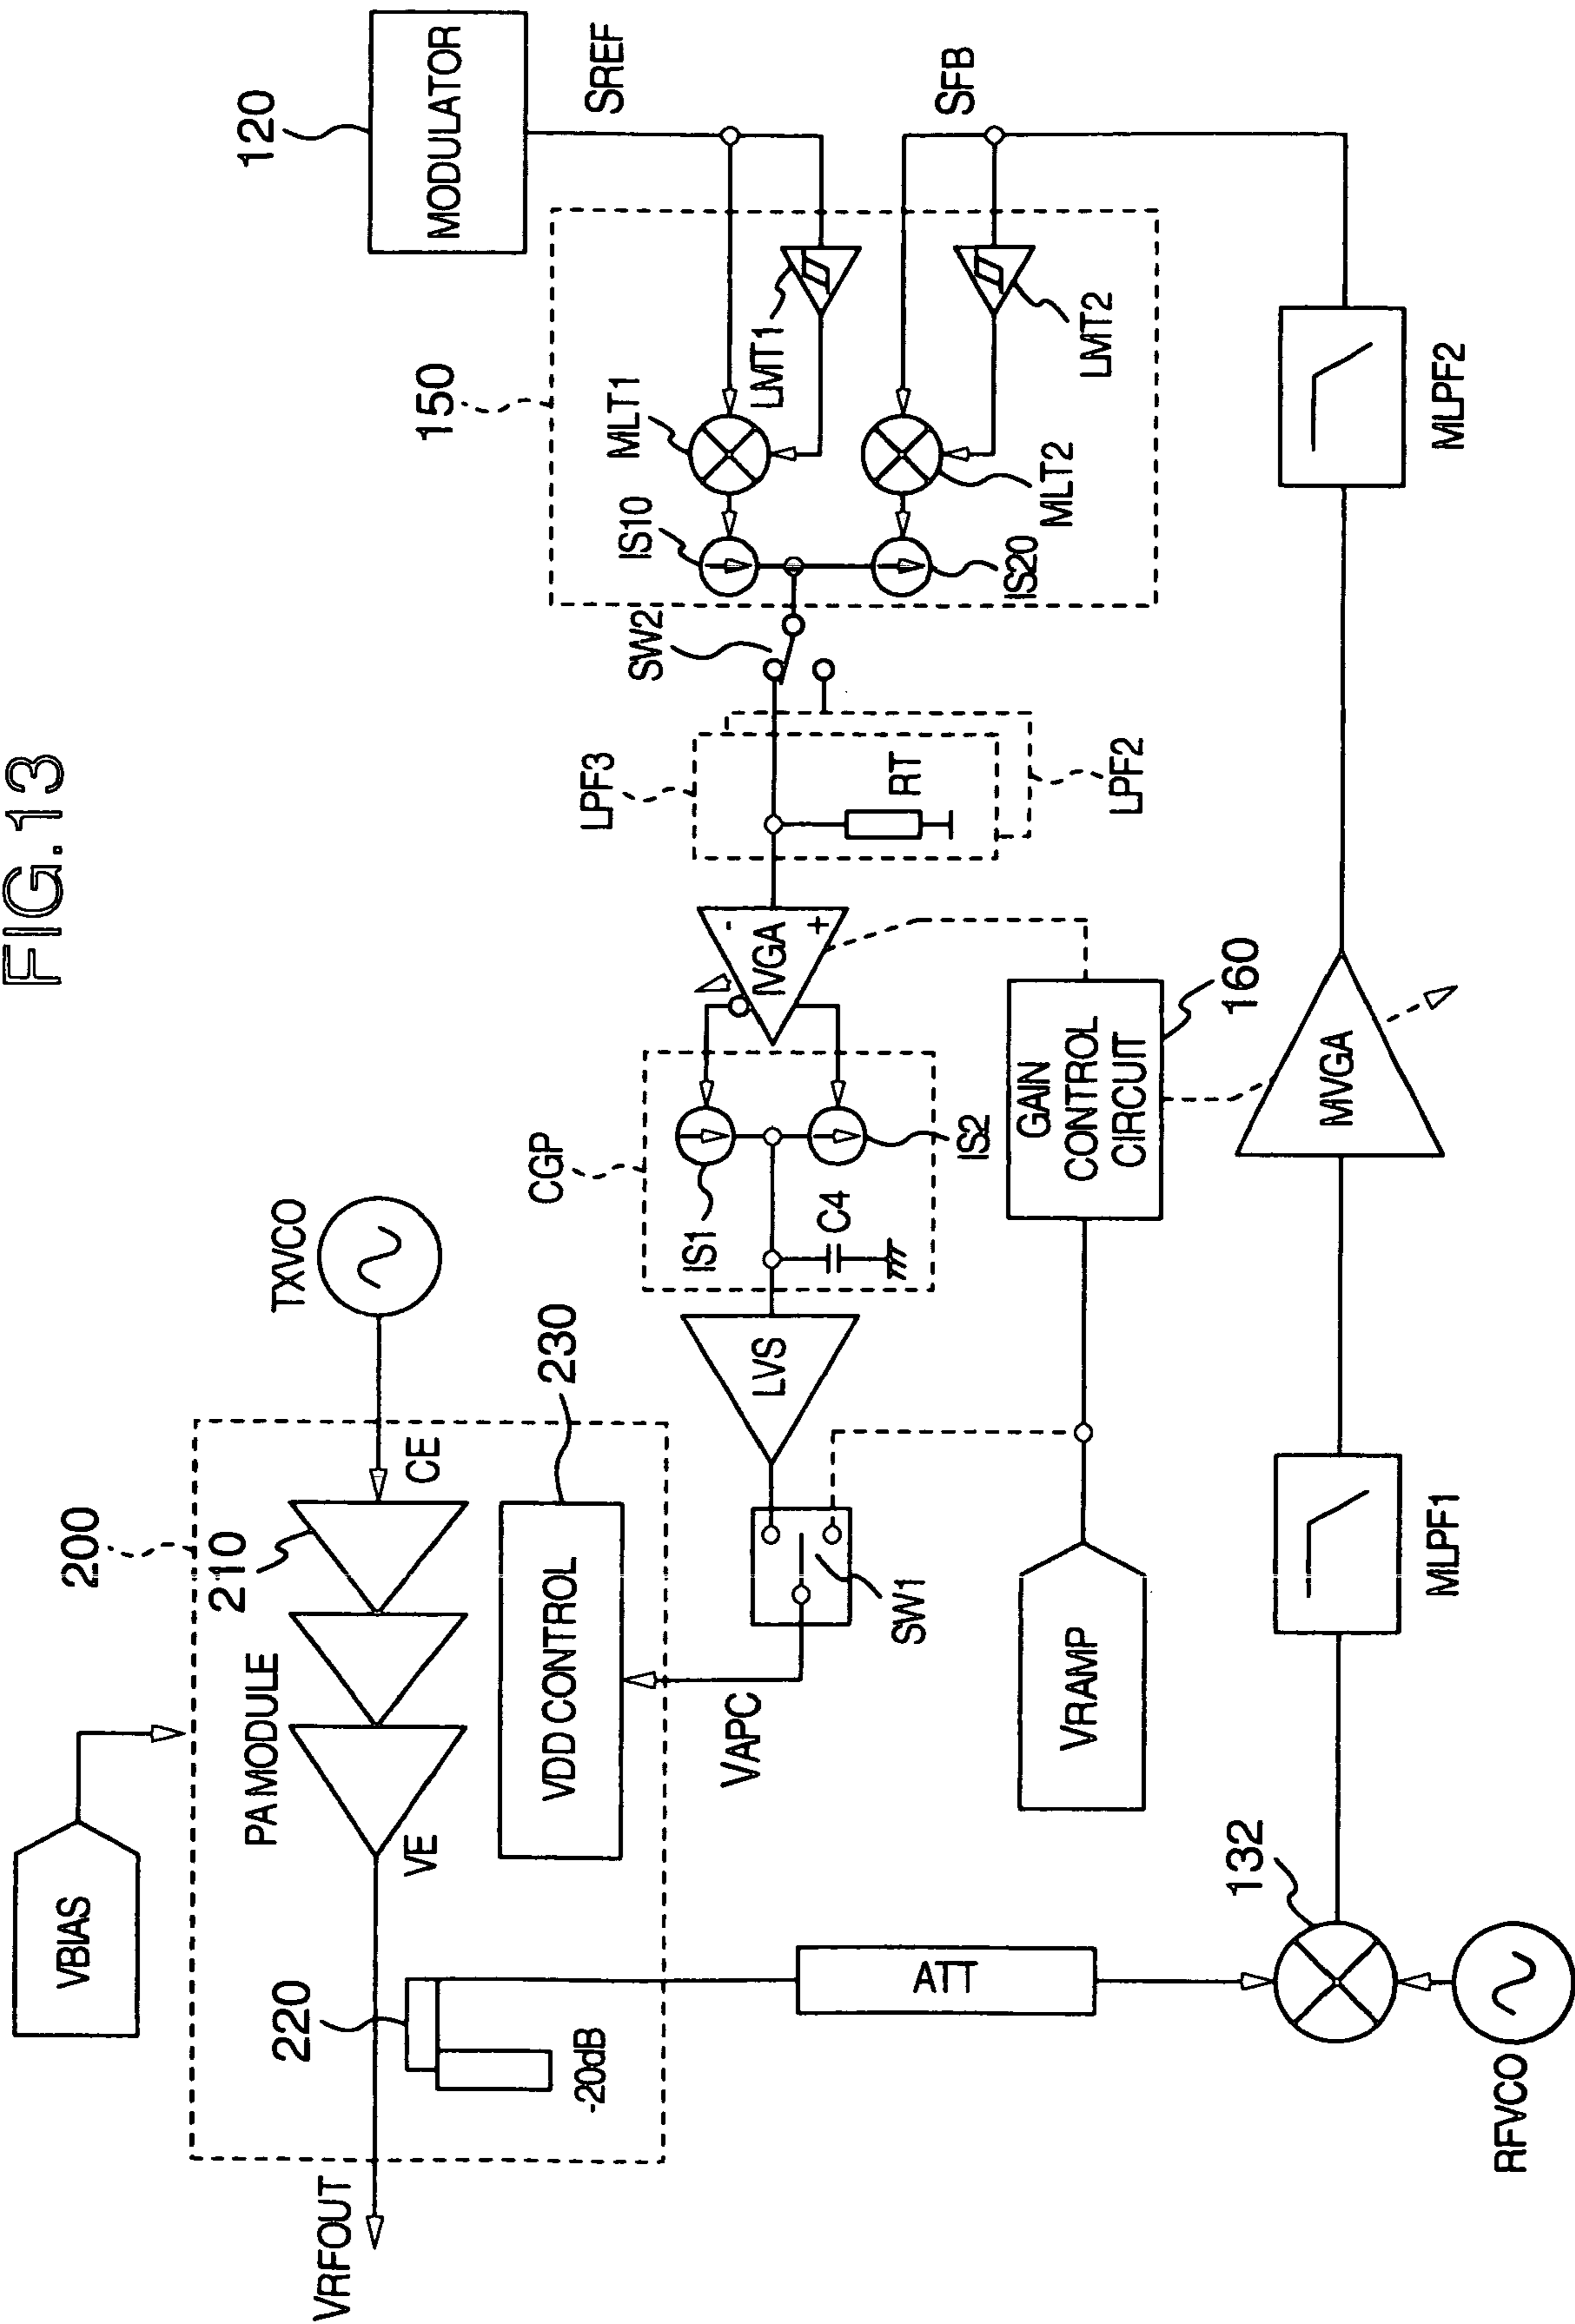 FIG.13
VBIAS
200
210
PA MODULE
TXVCO
CE
VE
220
-20dB
VRFOUT
VDD CONTROL
230
VAPC
SW1
LVS
CGP
IS1
IS2
C4
IVGA
-
+
LPF3
RT
LPF2
SW2
150
IS10
IS20
MLT1
MLT2
LMT1
LMT2
120
MODULATOR
SREF
SFB
GAIN
CONTROL
CIRCUIT
160
VRAMP
ATT
132
RFVCO
MLPF1
MVGA
MLPF2